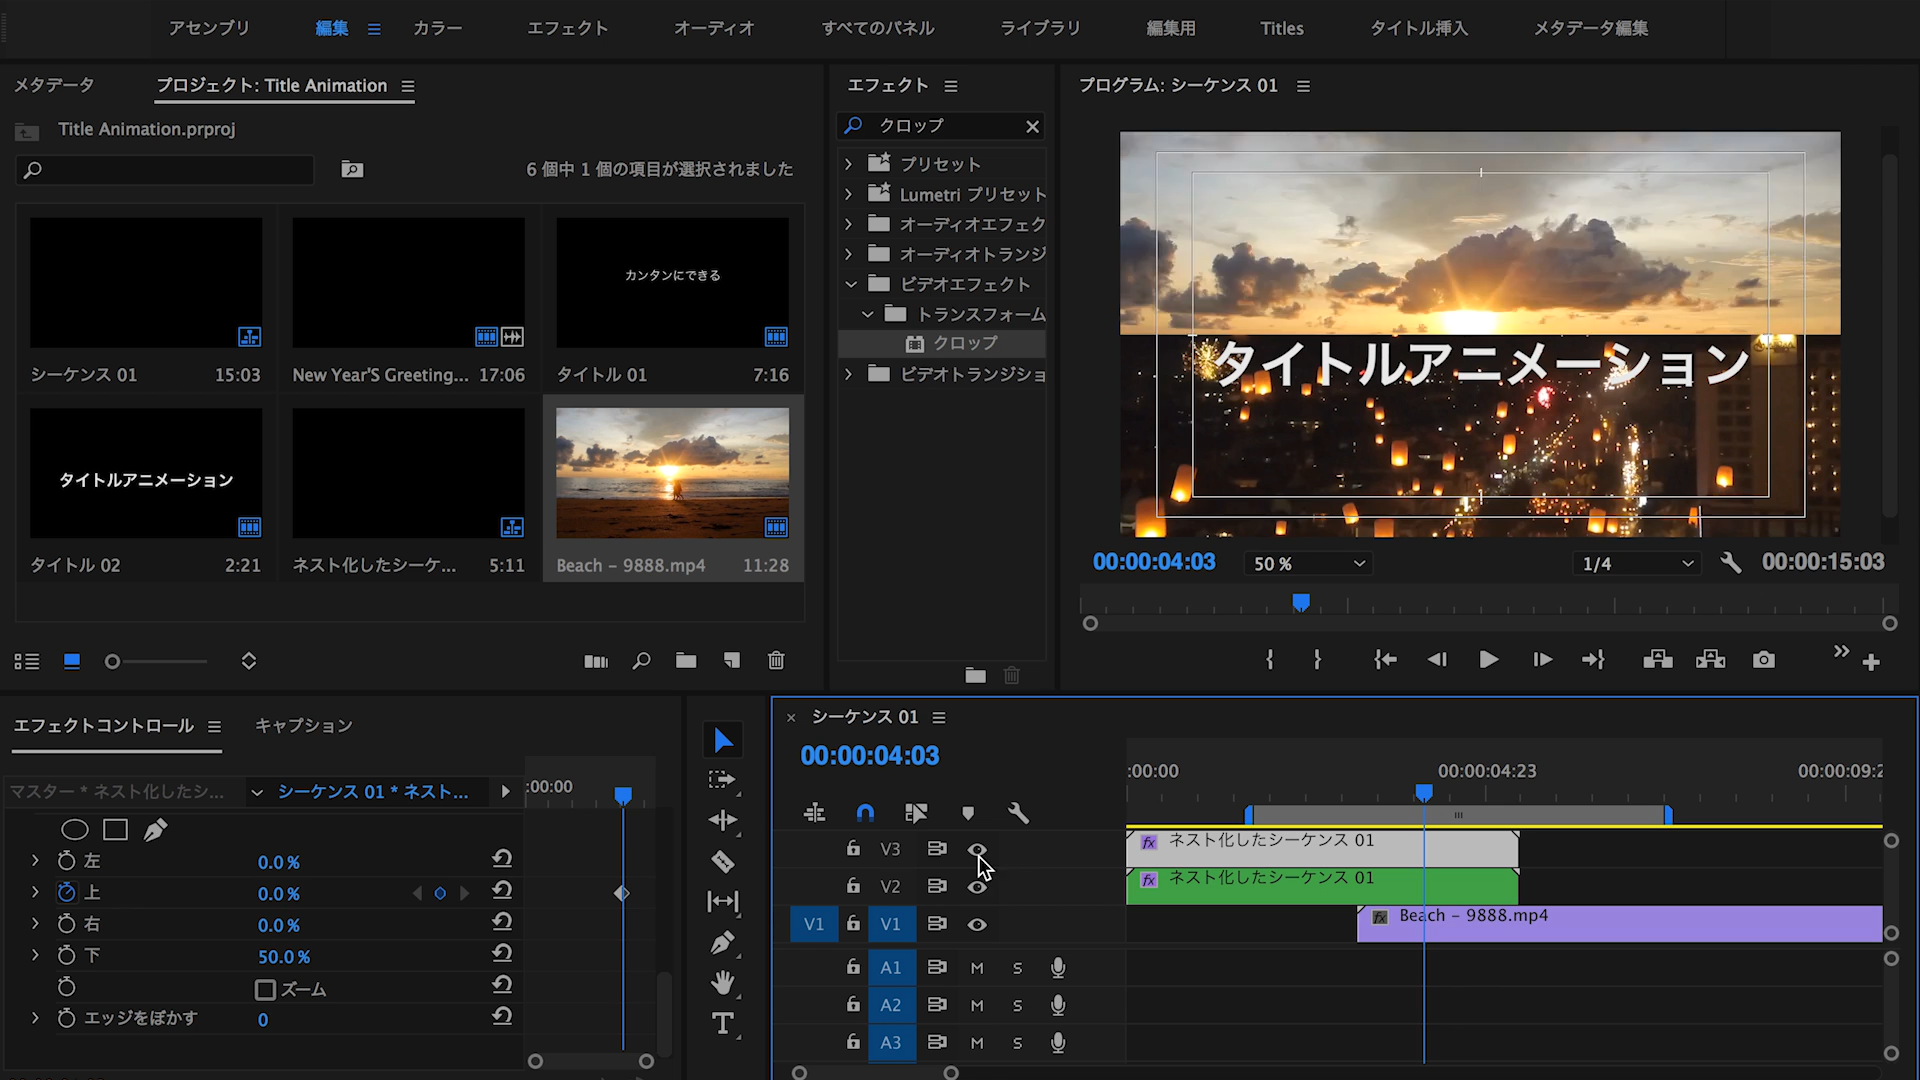 アセンブリ 編集 カラー エフェクト オーディオ すべてのパネル ライブラリ 編集用 Titles タイトル挿入 メタデータ編集
メタデータ プロジェクト: Title Animation
Title Animation.prproj
6 個中 1 個の項目が選択されました
カンタンにできる
シーケンス 01 15:03
New Year'S Greeting... 17:06
タイトル 01 7:16
タイトルアニメーション
タイトル 02 2:21
ネスト化したシーケ... 5:11
Beach – 9888.mp4 11:28
エフェクト
クロップ
プリセット
Lumetri プリセット
オーディオエフェク
オーディオトランジ
ビデオエフェクト
トランスフォーム
クロップ
ビデオトランジショ
プログラム: シーケンス 01
タイトルアニメーション
00:00:04:03 50 % 1/4 00:00:15:03
エフェクトコントロール キャプション
マスター * ネスト化したシ... シーケンス 01 * ネスト... :00:00
左 0.0 %
上 0.0 %
右 0.0 %
下 50.0 %
ズーム
エッジをぼかす 0
シーケンス 01
00:00:04:03
:00:00 00:00:04:23 00:00:09:2
V3 fx ネスト化したシーケンス 01
V2 fx ネスト化したシーケンス 01
V1 V1 fx Beach – 9888.mp4
A1 M S
A2 M S
A3 M S